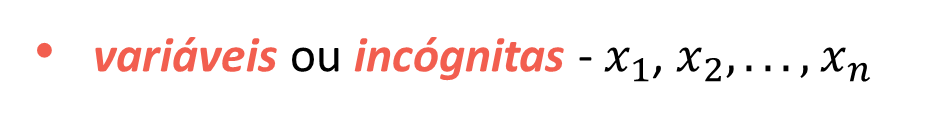 • variáveis ou incógnitas - 𝑥₁, 𝑥₂,..., 𝑥ₙ